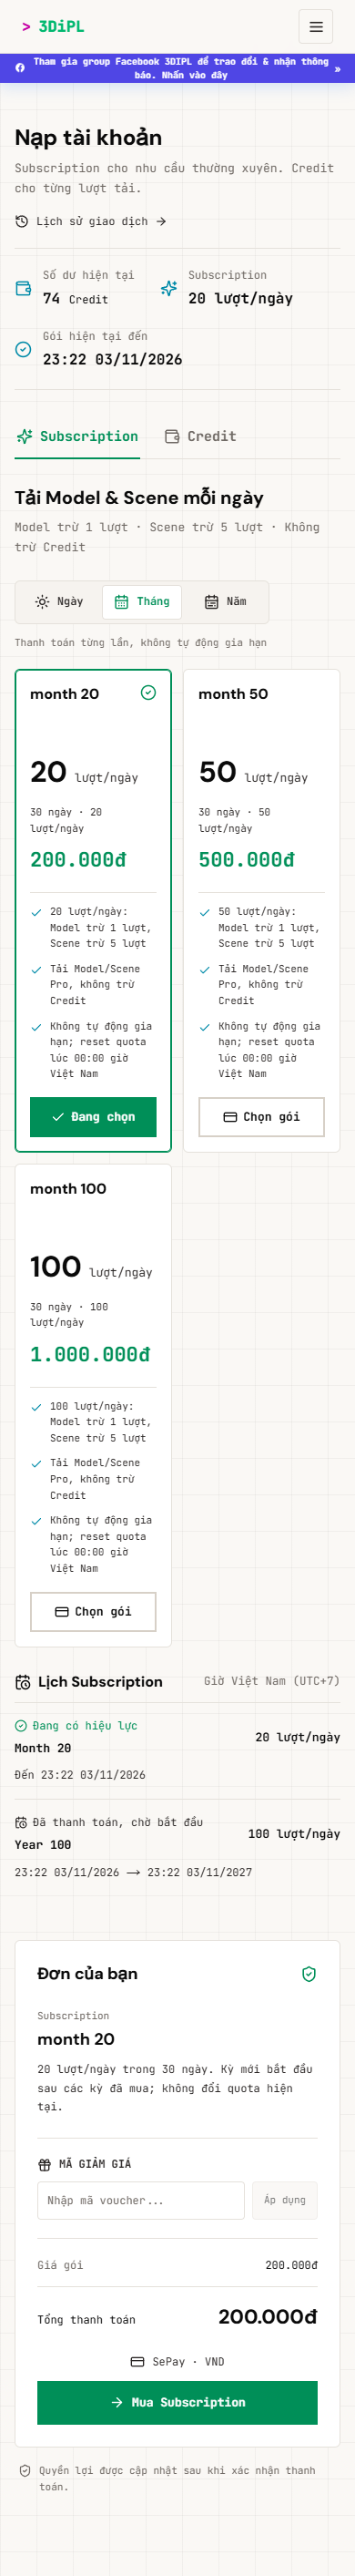 > 3DiPL
Tham gia group Facebook 3DIPL để trao đổi & nhận thông
báo. Nhấn vào đây
»
Nạp tài khoản
Subscription cho nhu cầu thường xuyên. Credit
cho từng lượt tải.
Lịch sử giao dịch →
Số dư hiện tại
74 Credit
Subscription
20 lượt/ngày
Gói hiện tại đến
23:22 03/11/2026
Subscription
Credit
Tải Model & Scene mỗi ngày
Model trừ 1 lượt · Scene trừ 5 lượt · Không
trừ Credit
Ngày
Tháng
Năm
Thanh toán từng lần, không tự động gia hạn
month 20
20 lượt/ngày
30 ngày · 20
lượt/ngày
200.000đ
20 lượt/ngày:
Model trừ 1 lượt,
Scene trừ 5 lượt
Tải Model/Scene
Pro, không trừ
Credit
Không tự động gia
hạn; reset quota
lúc 00:00 giờ
Việt Nam
Đang chọn
month 50
50 lượt/ngày
30 ngày · 50
lượt/ngày
500.000đ
50 lượt/ngày:
Model trừ 1 lượt,
Scene trừ 5 lượt
Tải Model/Scene
Pro, không trừ
Credit
Không tự động gia
hạn; reset quota
lúc 00:00 giờ
Việt Nam
Chọn gói
month 100
100 lượt/ngày
30 ngày · 100
lượt/ngày
1.000.000đ
100 lượt/ngày:
Model trừ 1 lượt,
Scene trừ 5 lượt
Tải Model/Scene
Pro, không trừ
Credit
Không tự động gia
hạn; reset quota
lúc 00:00 giờ
Việt Nam
Chọn gói
Lịch Subscription
Giờ Việt Nam (UTC+7)
Đang có hiệu lực
Month 20
20 lượt/ngày
Đến 23:22 03/11/2026
Đã thanh toán, chờ bắt đầu
Year 100
100 lượt/ngày
23:22 03/11/2026 → 23:22 03/11/2027
Đơn của bạn
Subscription
month 20
20 lượt/ngày trong 30 ngày. Kỳ mới bắt đầu
sau các kỳ đã mua; không đổi quota hiện
tại.
MÃ GIẢM GIÁ
Nhập mã voucher...
Áp dụng
Giá gói
200.000đ
Tổng thanh toán
200.000đ
SePay · VND
→ Mua Subscription
Quyền lợi được cập nhật sau khi xác nhận thanh
toán.